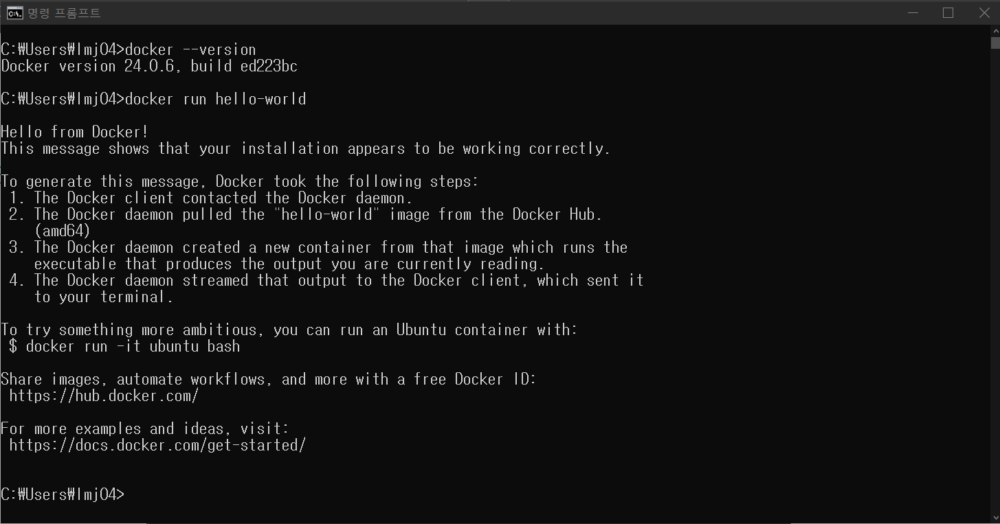 명령 프롬프트
C:₩Users₩lmj04>docker --version
Docker version 24.0.6, build ed223bc
C:₩Users₩lmj04>docker run hello-world
Hello from Docker!
This message shows that your installation appears to be working correctly.
To generate this message, Docker took the following steps:
1. The Docker client contacted the Docker daemon.
2. The Docker daemon pulled the "hello-world" image from the Docker Hub.
(amd64)
3. The Docker daemon created a new container from that image which runs the
executable that produces the output you are currently reading.
4. The Docker daemon streamed that output to the Docker client, which sent it
to your terminal.
To try something more ambitious, you can run an Ubuntu container with:
$ docker run -it ubuntu bash
Share images, automate workflows, and more with a free Docker ID:
https://hub.docker.com/
For more examples and ideas, visit:
https://docs.docker.com/get-started/
C:₩Users₩lmj04>